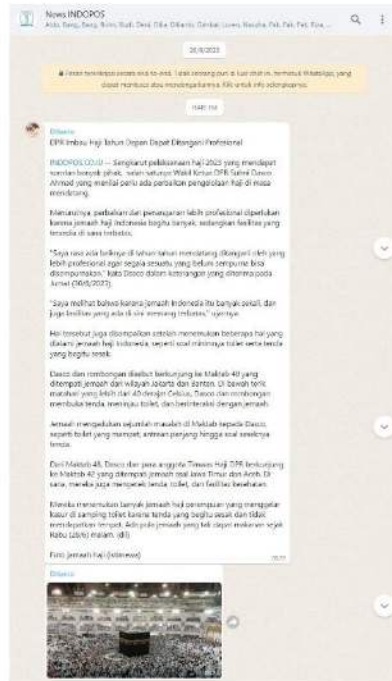 News INDOPOS
28/6/2023
HARI INI
Dilianto
DPR Imbau Haji Tahun Depan Dapat Ditangani Profesional
INDOPOS.CO.ID — Sengkarut pelaksanaan haji 2023 yang mendapat
sorotan banyak pihak, salah satunya Wakil Ketua DPR Sufmi Dasco
Ahmad yang menilai perlu ada perbaikan pengelolaan haji di masa
mendatang.
Menurutnya, perbaikan dan penanganan lebih profesional diperlukan
karena jemaah haji Indonesia begitu banyak, sedangkan fasilitas yang
tersedia di sana terbatas.
"Saya rasa ada baiknya di tahun-tahun mendatang ditangani oleh yang
lebih profesional agar segala sesuatu yang belum sempurna bisa
disempurnakan," kata Dasco dalam keterangan yang diterima pada
Jumat (30/6/2023).
"Saya melihat bahwa karena jemaah Indonesia itu banyak sekali, dan
juga fasilitas yang ada di sini memang terbatas," ujarnya.
Hal tersebut juga disampaikan setelah menemukan beberapa hal yang
dialami jemaah haji Indonesia, seperti soal minimnya toilet serta tenda
yang begitu sesak.
Dasco dan rombongan disebut berkunjung ke Maktab 48 yang
ditempati jemaah dari wilayah Jakarta dan Banten. Di bawah terik
matahari yang lebih dari 40 derajat Celsius, Dasco dan rombongan
membuka tenda, meninjau toilet, dan berinteraksi dengan jemaah.
Jemaah mengadukan sejumlah masalah di Maktab kepada Dasco,
seperti toilet yang mampet, antrean panjang hingga soal sesaknya
tenda.
Dari Maktab 48, Dasco dan para anggota Timwas Haji DPR berkunjung
ke Maktab 42 yang ditempati jemaah asal Jawa Timur dan Aceh. Di
sana, mereka juga mengecek tenda, toilet, dan fasilitas kesehatan.
Mereka menemukan banyak jemaah haji perempuan yang menggelar
kasur di samping toilet karena tenda yang begitu sesak dan tidak
mendapatkan tempat. Ada pula jemaah yang tak dapat makanan sejak
Rabu (28/6) malam. (dil)
Foto: Jemaah haji (Istimewa)